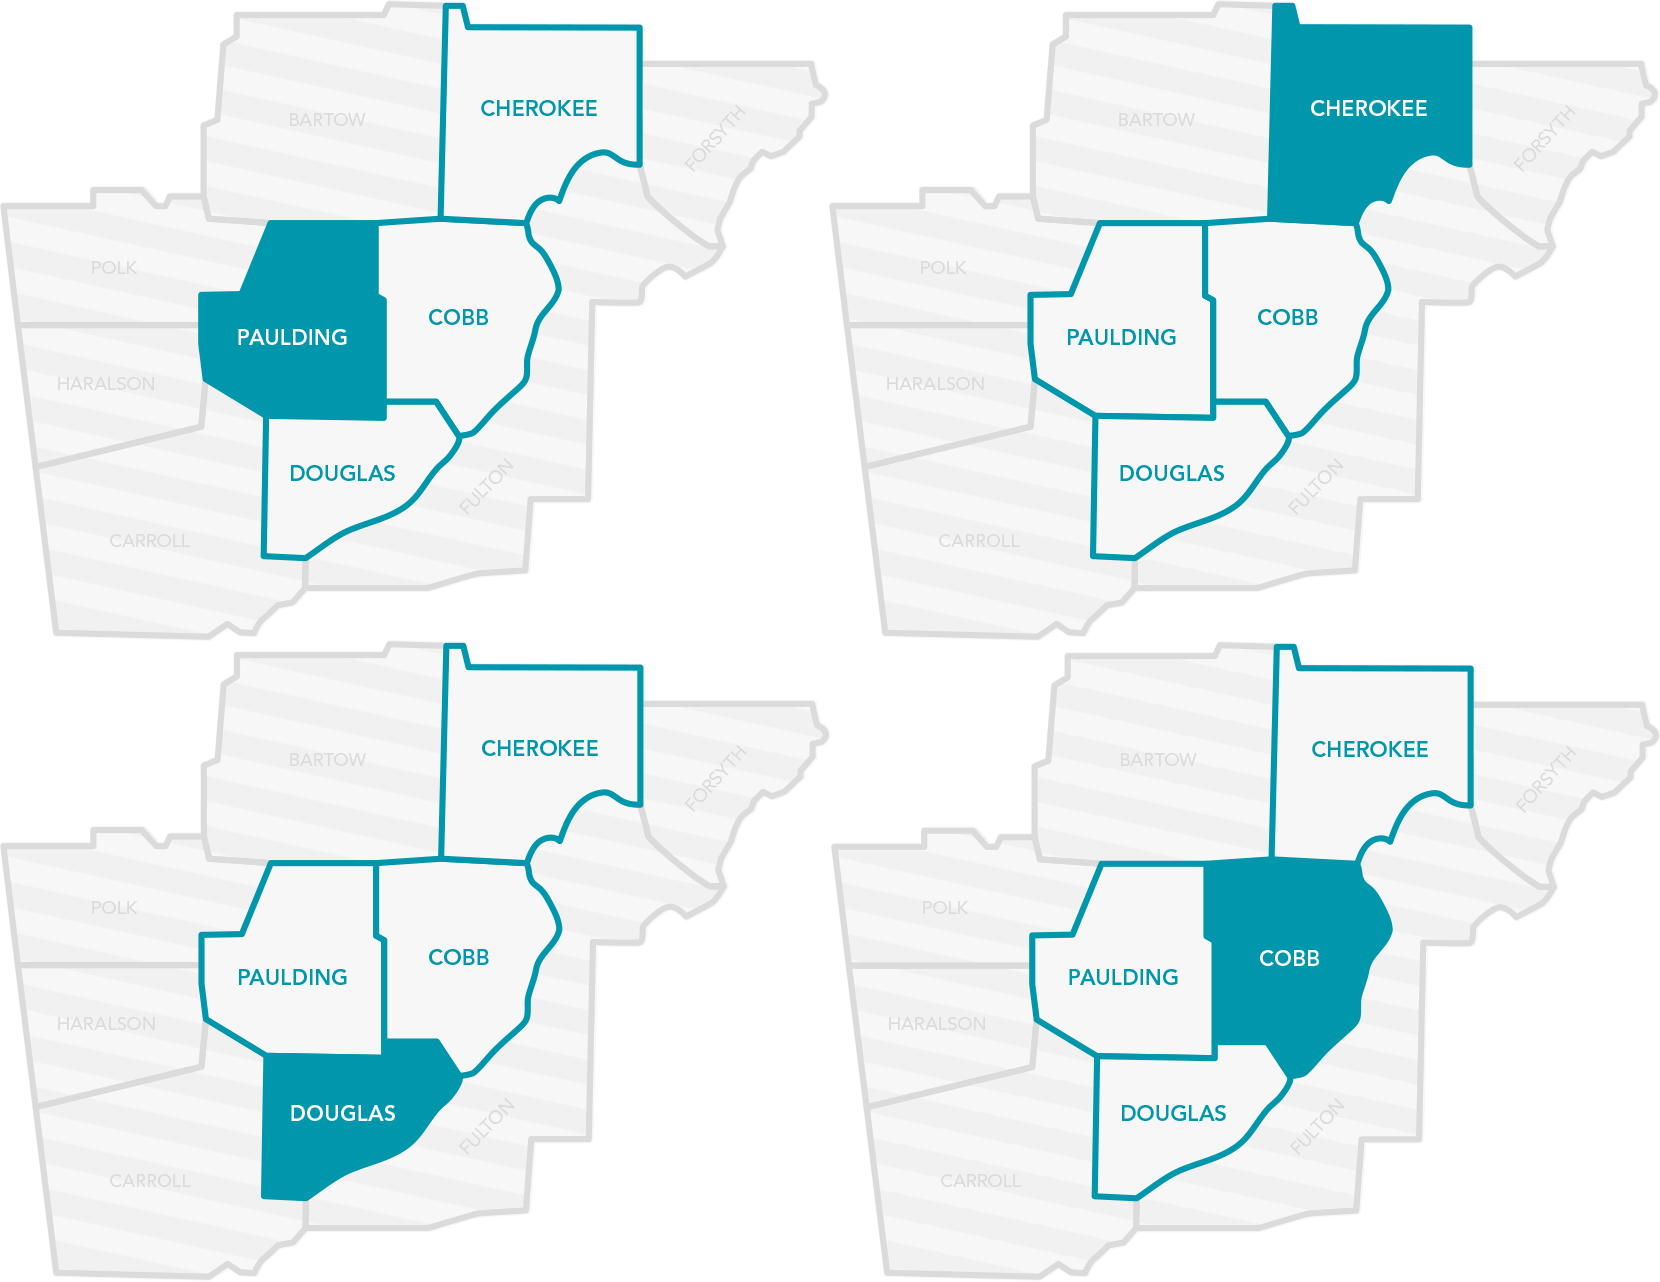 CHEROKEE
BARTOW
FORSYTH
POLK
COBB
PAULDING
HARALSON
DOUGLAS
FULTON
CARROLL
CHEROKEE
BARTOW
FORSYTH
POLK
COBB
PAULDING
HARALSON
DOUGLAS
FULTON
CARROLL
CHEROKEE
BARTOW
FORSYTH
POLK
COBB
PAULDING
HARALSON
DOUGLAS
FULTON
CARROLL
CHEROKEE
BARTOW
FORSYTH
POLK
COBB
PAULDING
HARALSON
DOUGLAS
FULTON
CARROLL